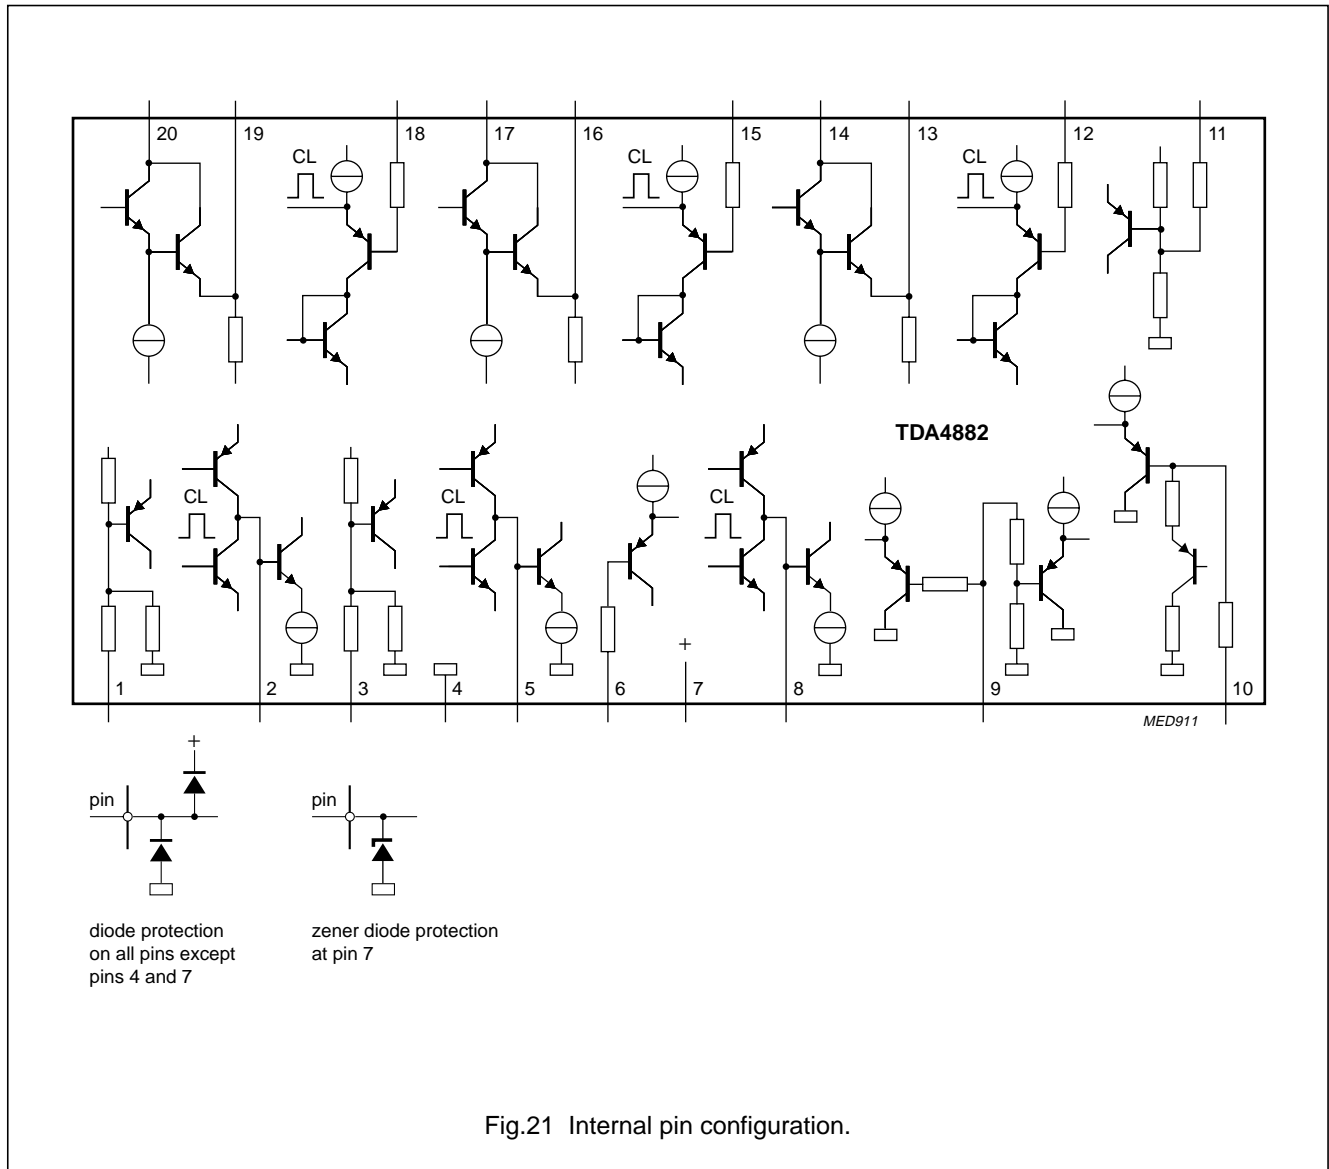 20 19 18 17 16 15 14 13 12 11
CL CL CL
TDA4882
CL CL CL
+
1 2 3 4 5 6 7 8 9 10
MED911
+
pin pin
diode protection
on all pins except
pins 4 and 7
zener diode protection
at pin 7
Fig.21 Internal pin configuration.